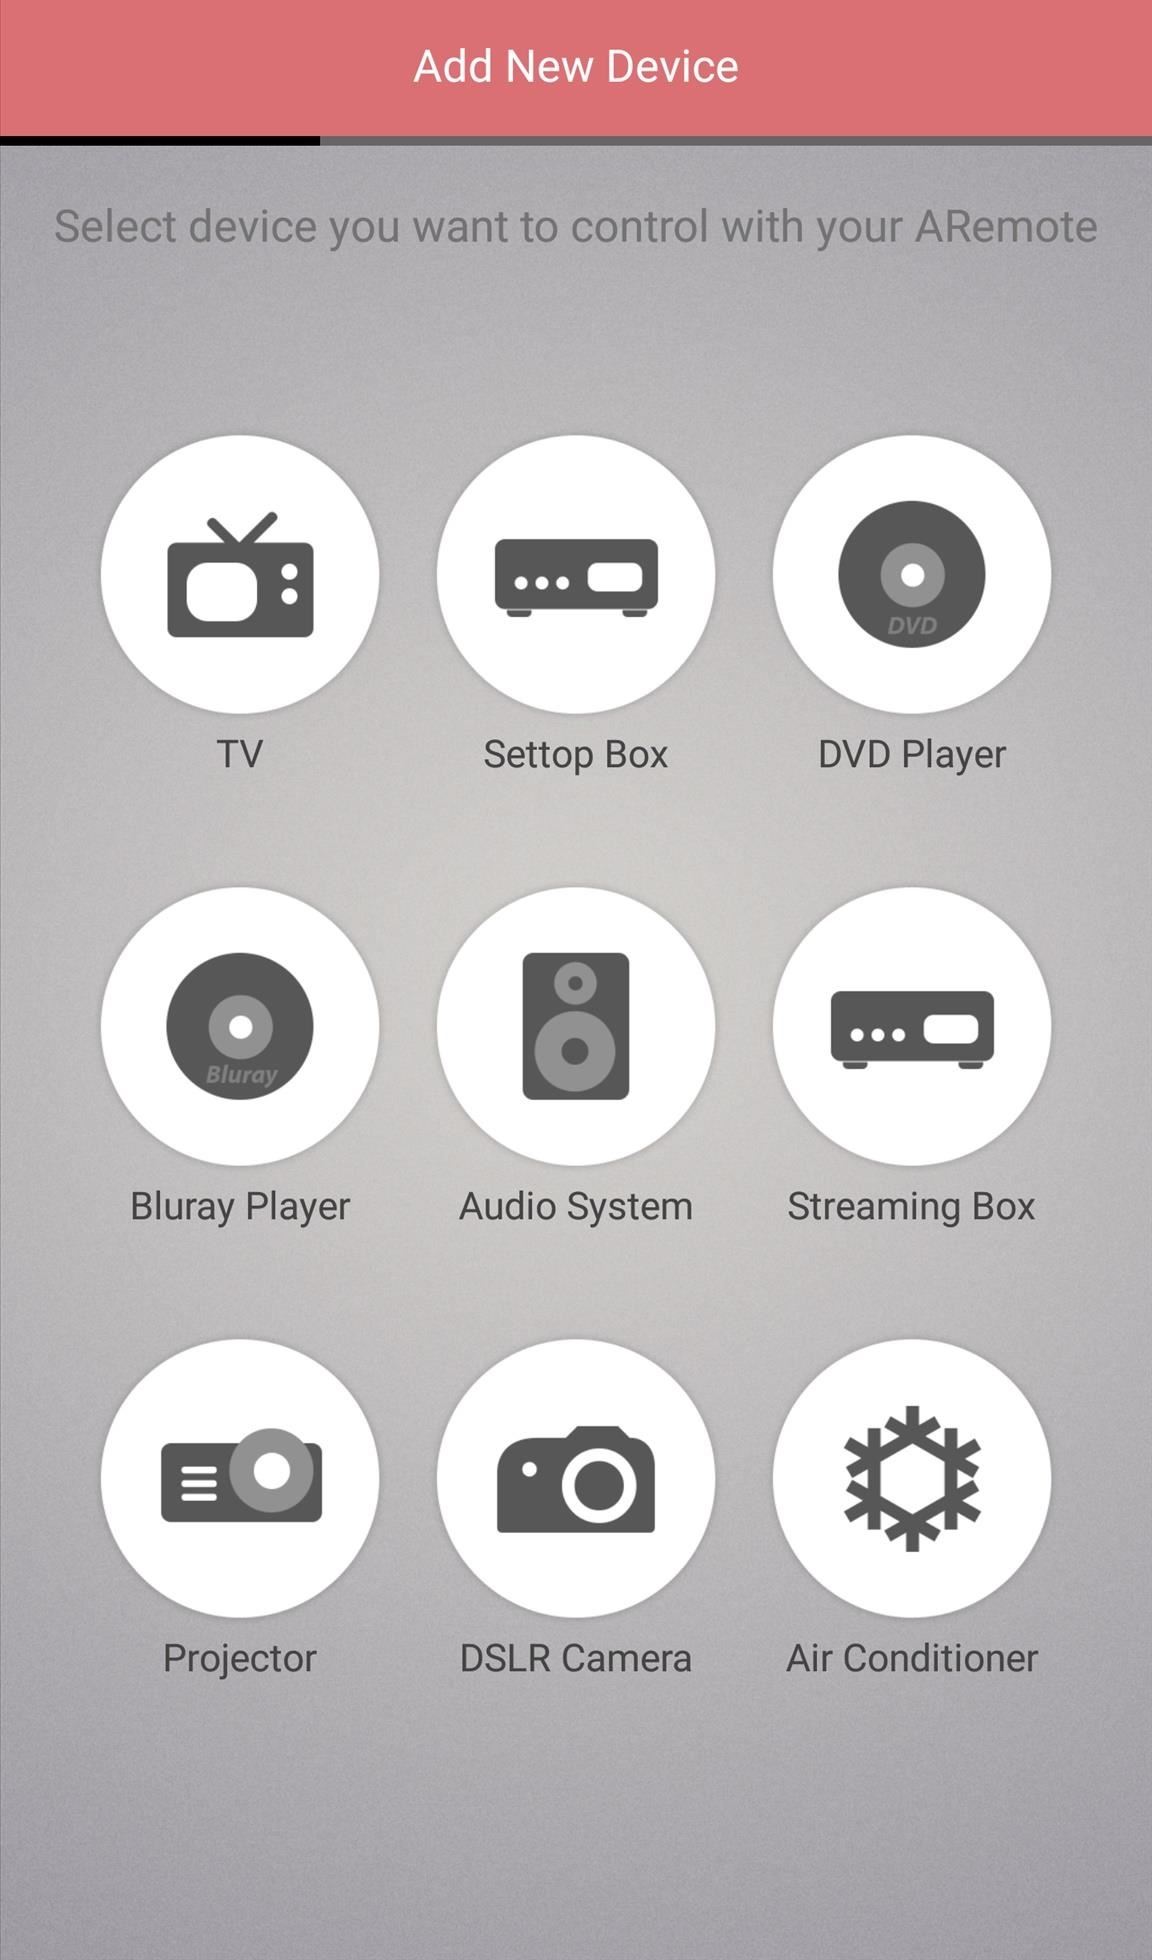 Add New Device
Select device you want to control with your ARemote
DVD
TV
Settop Box
DVD Player
Bluray
Bluray Player
Audio System
Streaming Box
Projector
DSLR Camera
Air Conditioner